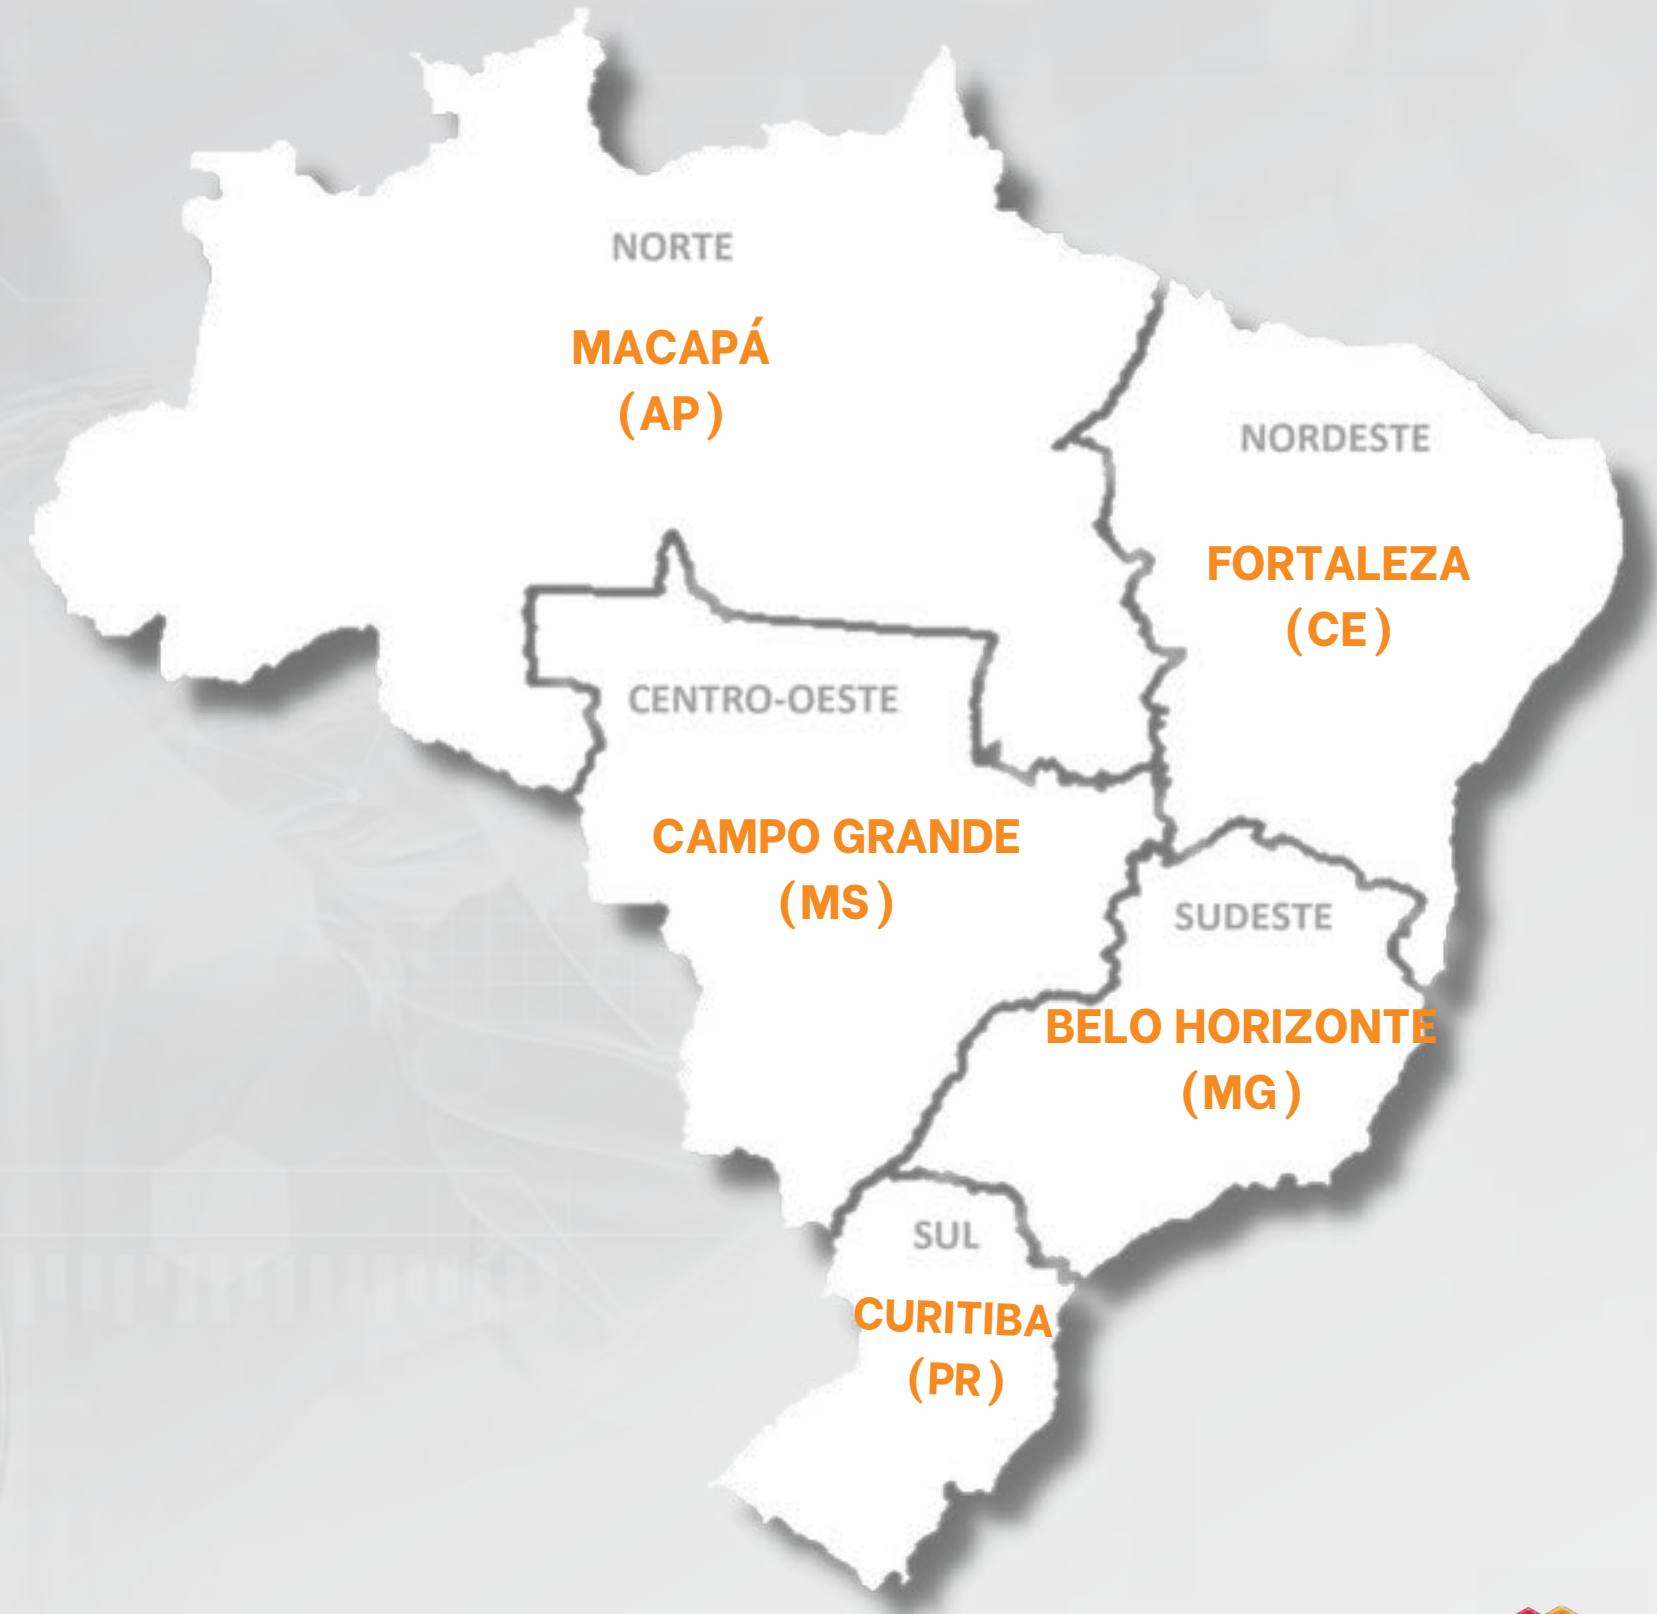 NORTE
MACAPÁ
(AP)
NORDESTE
FORTALEZA
(CE)
CENTRO-OESTE
CAMPO GRANDE
(MS)
SUDESTE
BELO HORIZONTE
(MG)
SUL
CURITIBA
(PR)